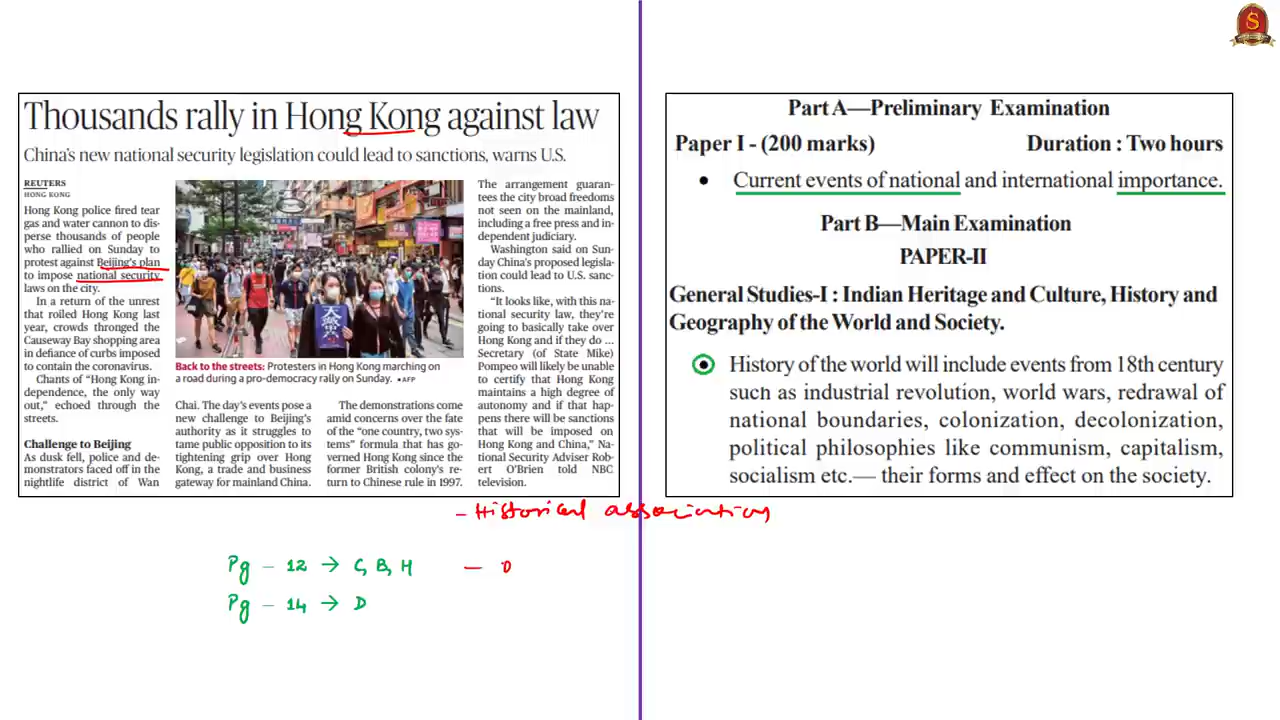 Thousands rally in Hong Kong against law
China's new national security legislation could lead to sanctions, warns U.S.
REUTERS
HONG KONG
Hong Kong police fired tear
gas and water cannon to dis-
perse thousands of people
who rallied on Sunday to
protest against Beijing's plan
to impose national security
laws on the city.
In a return of the unrest
that roiled Hong Kong last
year, crowds thronged the
Causeway Bay shopping area
in defiance of curbs imposed
to contain the coronavirus.
Chants of "Hong Kong in-
dependence, the only way
out," echoed through the
streets.
Challenge to Beijing
As dusk fell, police and de-
monstrators faced off in the
nightlife district of Wan
Back to the streets: Protesters in Hong Kong marching on
a road during a pro-democracy rally on Sunday. •AFP
Chai. The day's events pose a
new challenge to Beijing's
authority as it struggles to
tame public opposition to its
tightening grip over Hong
Kong, a trade and business
gateway for mainland China.
The demonstrations come
amid concerns over the fate
of the "one country, two sys-
tems" formula that has go-
verned Hong Kong since the
former British colony's re-
turn to Chinese rule in 1997.
The arrangement guaran-
tees the city broad freedoms
not seen on the mainland,
including a free press and in-
dependent judiciary.
Washington said on Sun-
day China's proposed legisla-
tion could lead to U.S. sanc-
tions.
"It looks like, with this na-
tional security law, they're
going to basically take over
Hong Kong and if they do ...
Secretary (of State Mike)
Pompeo will likely be unable
to certify that Hong Kong
maintains a high degree of
autonomy and if that hap-
pens there will be sanctions
that will be imposed on
Hong Kong and China," Na-
tional Security Adviser Rob-
ert O'Brien told NBC
television.
Part A—Preliminary Examination
Paper I - (200 marks) Duration : Two hours
• Current events of national and international importance.
Part B—Main Examination
PAPER-II
General Studies-I : Indian Heritage and Culture, History and
Geography of the World and Society.
• History of the world will include events from 18th century
such as industrial revolution, world wars, redrawal of
national boundaries, colonization, decolonization,
political philosophies like communism, capitalism,
socialism etc.— their forms and effect on the society.
- Historical association
Pg - 12 → C, B, H
Pg - 14 → D
S